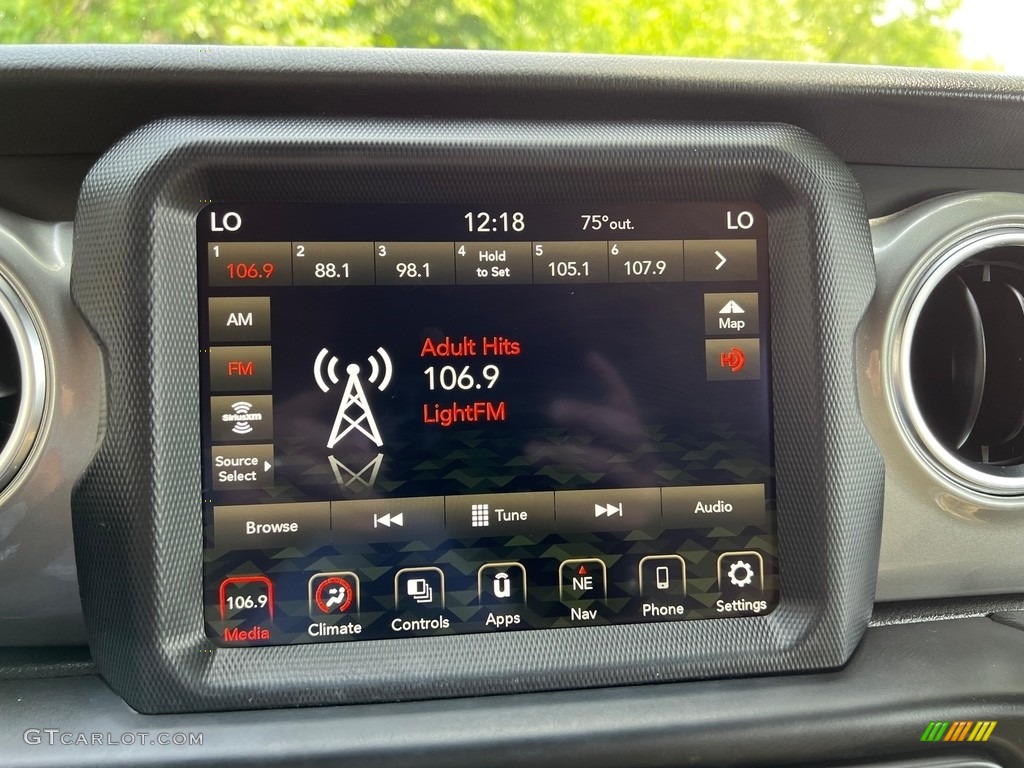 LO 12:18 75°out. LO
1 106.9 2 88.1 3 98.1 4 Hold to Set 5 105.1 6 107.9
AM
Map
FM
HD
SiriusXM
Source Select
Adult Hits
106.9
LightFM
Browse Tune Audio
106.9 NE
Media Climate Controls Apps Nav Phone Settings
GTcarlot.com